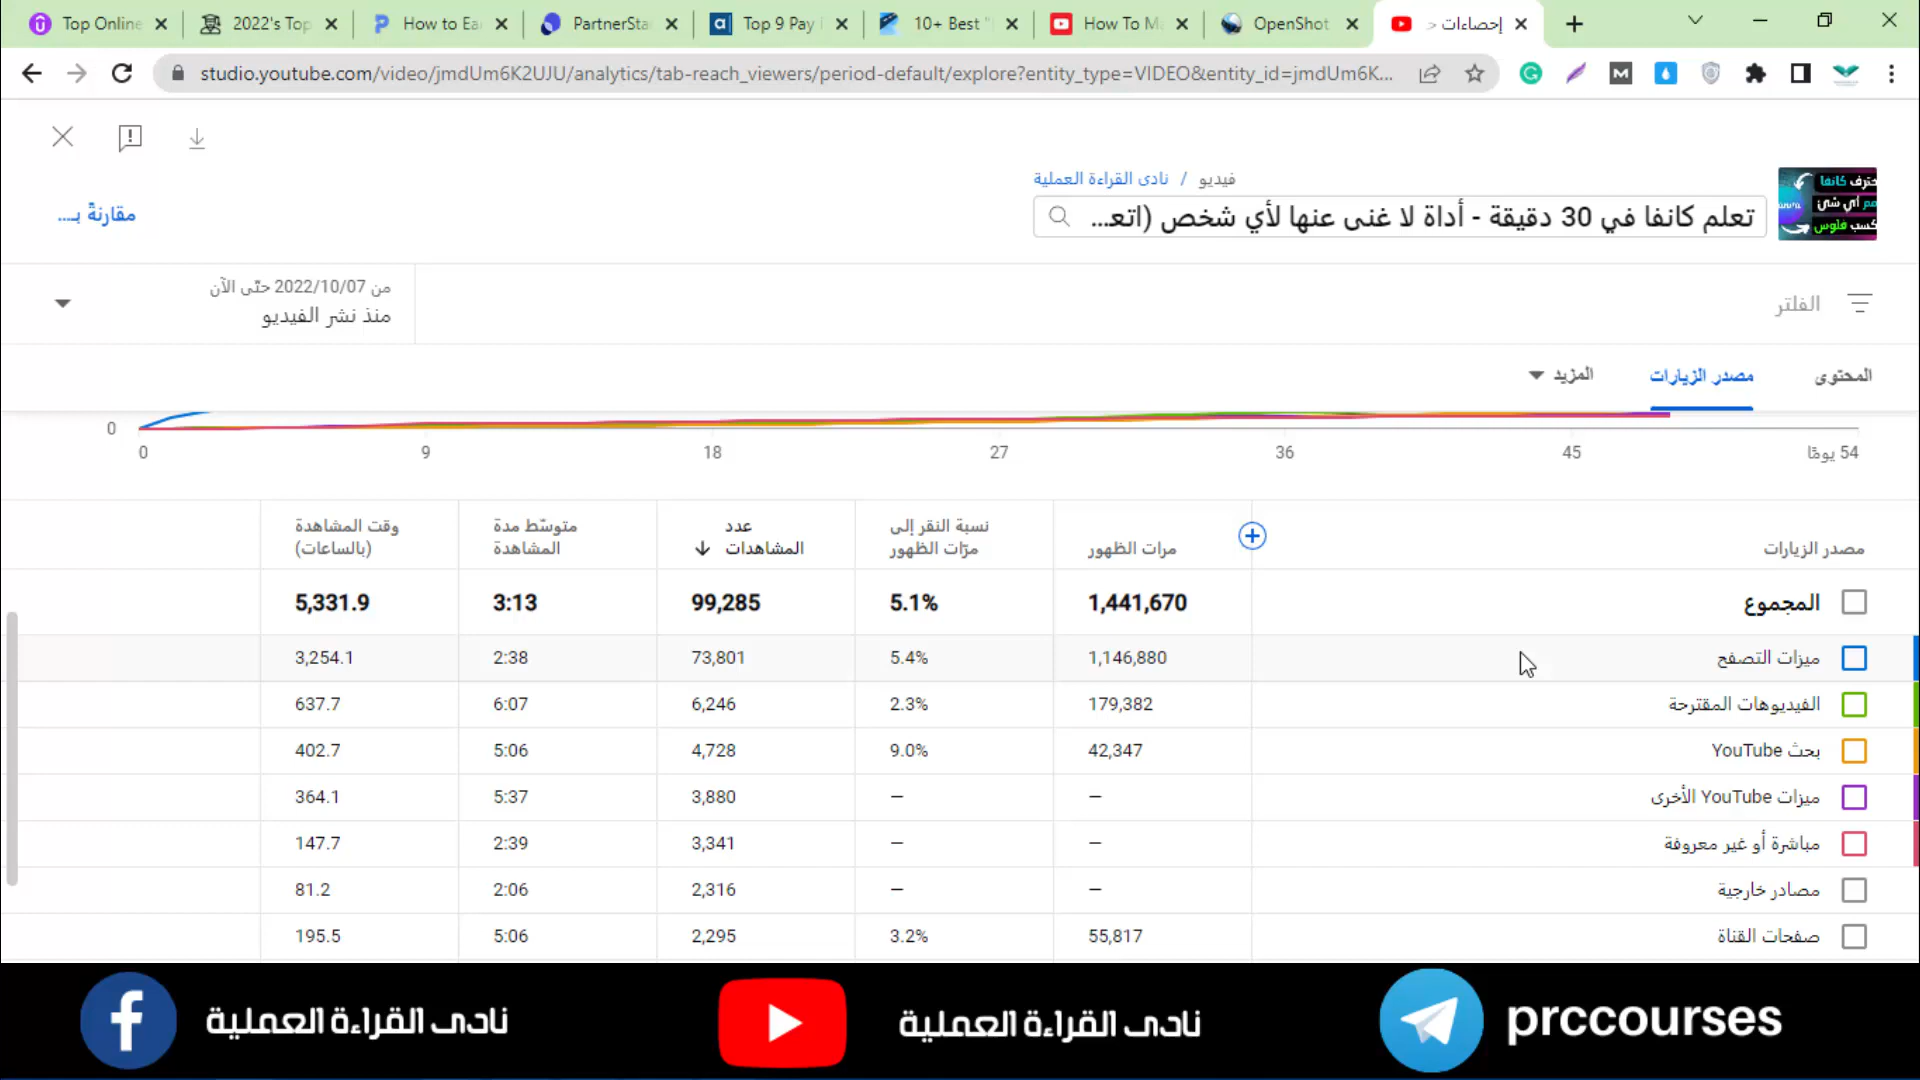 Top Online
2022's Top
How to Ea
PartnerSta
Top 9 Pay
10+ Best "
How To Ma
OpenShot
إحصاءات >
studio.youtube.com/video/jmdUm6K2UJU/analytics/tab-reach_viewers/period-default/explore?entity_type=VIDEO&entity_id=jmdUm6K...
فيديو / نادى القراءة العملية
تعلم كانفا في 30 دقيقة - أداة لا غنى عنها لأي شخص (اتعـ...
مقارنةً بـ...
كانفا
أي شئ
فلوس
من 2022/10/07 حتّى الآن
منذ نشر الفيديو
الفلتر
المحتوى
مصدر الزيارات
المزيد
0
0 9 18 27 36 45 54 يومًا
مصدر الزيارات
مرات الظهور
نسبة النقر إلى مرّات الظهور
عدد المشاهدات
متوسّط مدة المشاهدة
وقت المشاهدة (بالساعات)
المجموع 1,441,670 5.1% 99,285 3:13 5,331.9
ميزات التصفح 1,146,880 5.4% 73,801 2:38 3,254.1
الفيديوهات المقترحة 179,382 2.3% 6,246 6:07 637.7
بحث YouTube 42,347 9.0% 4,728 5:06 402.7
ميزات YouTube الأخرى – – 3,880 5:37 364.1
مباشرة أو غير معروفة – – 3,341 2:39 147.7
مصادر خارجية – – 2,316 2:06 81.2
صفحات القناة 55,817 3.2% 2,295 5:06 195.5
نادى القراءة العملية
نادى القراءة العملية
prccourses